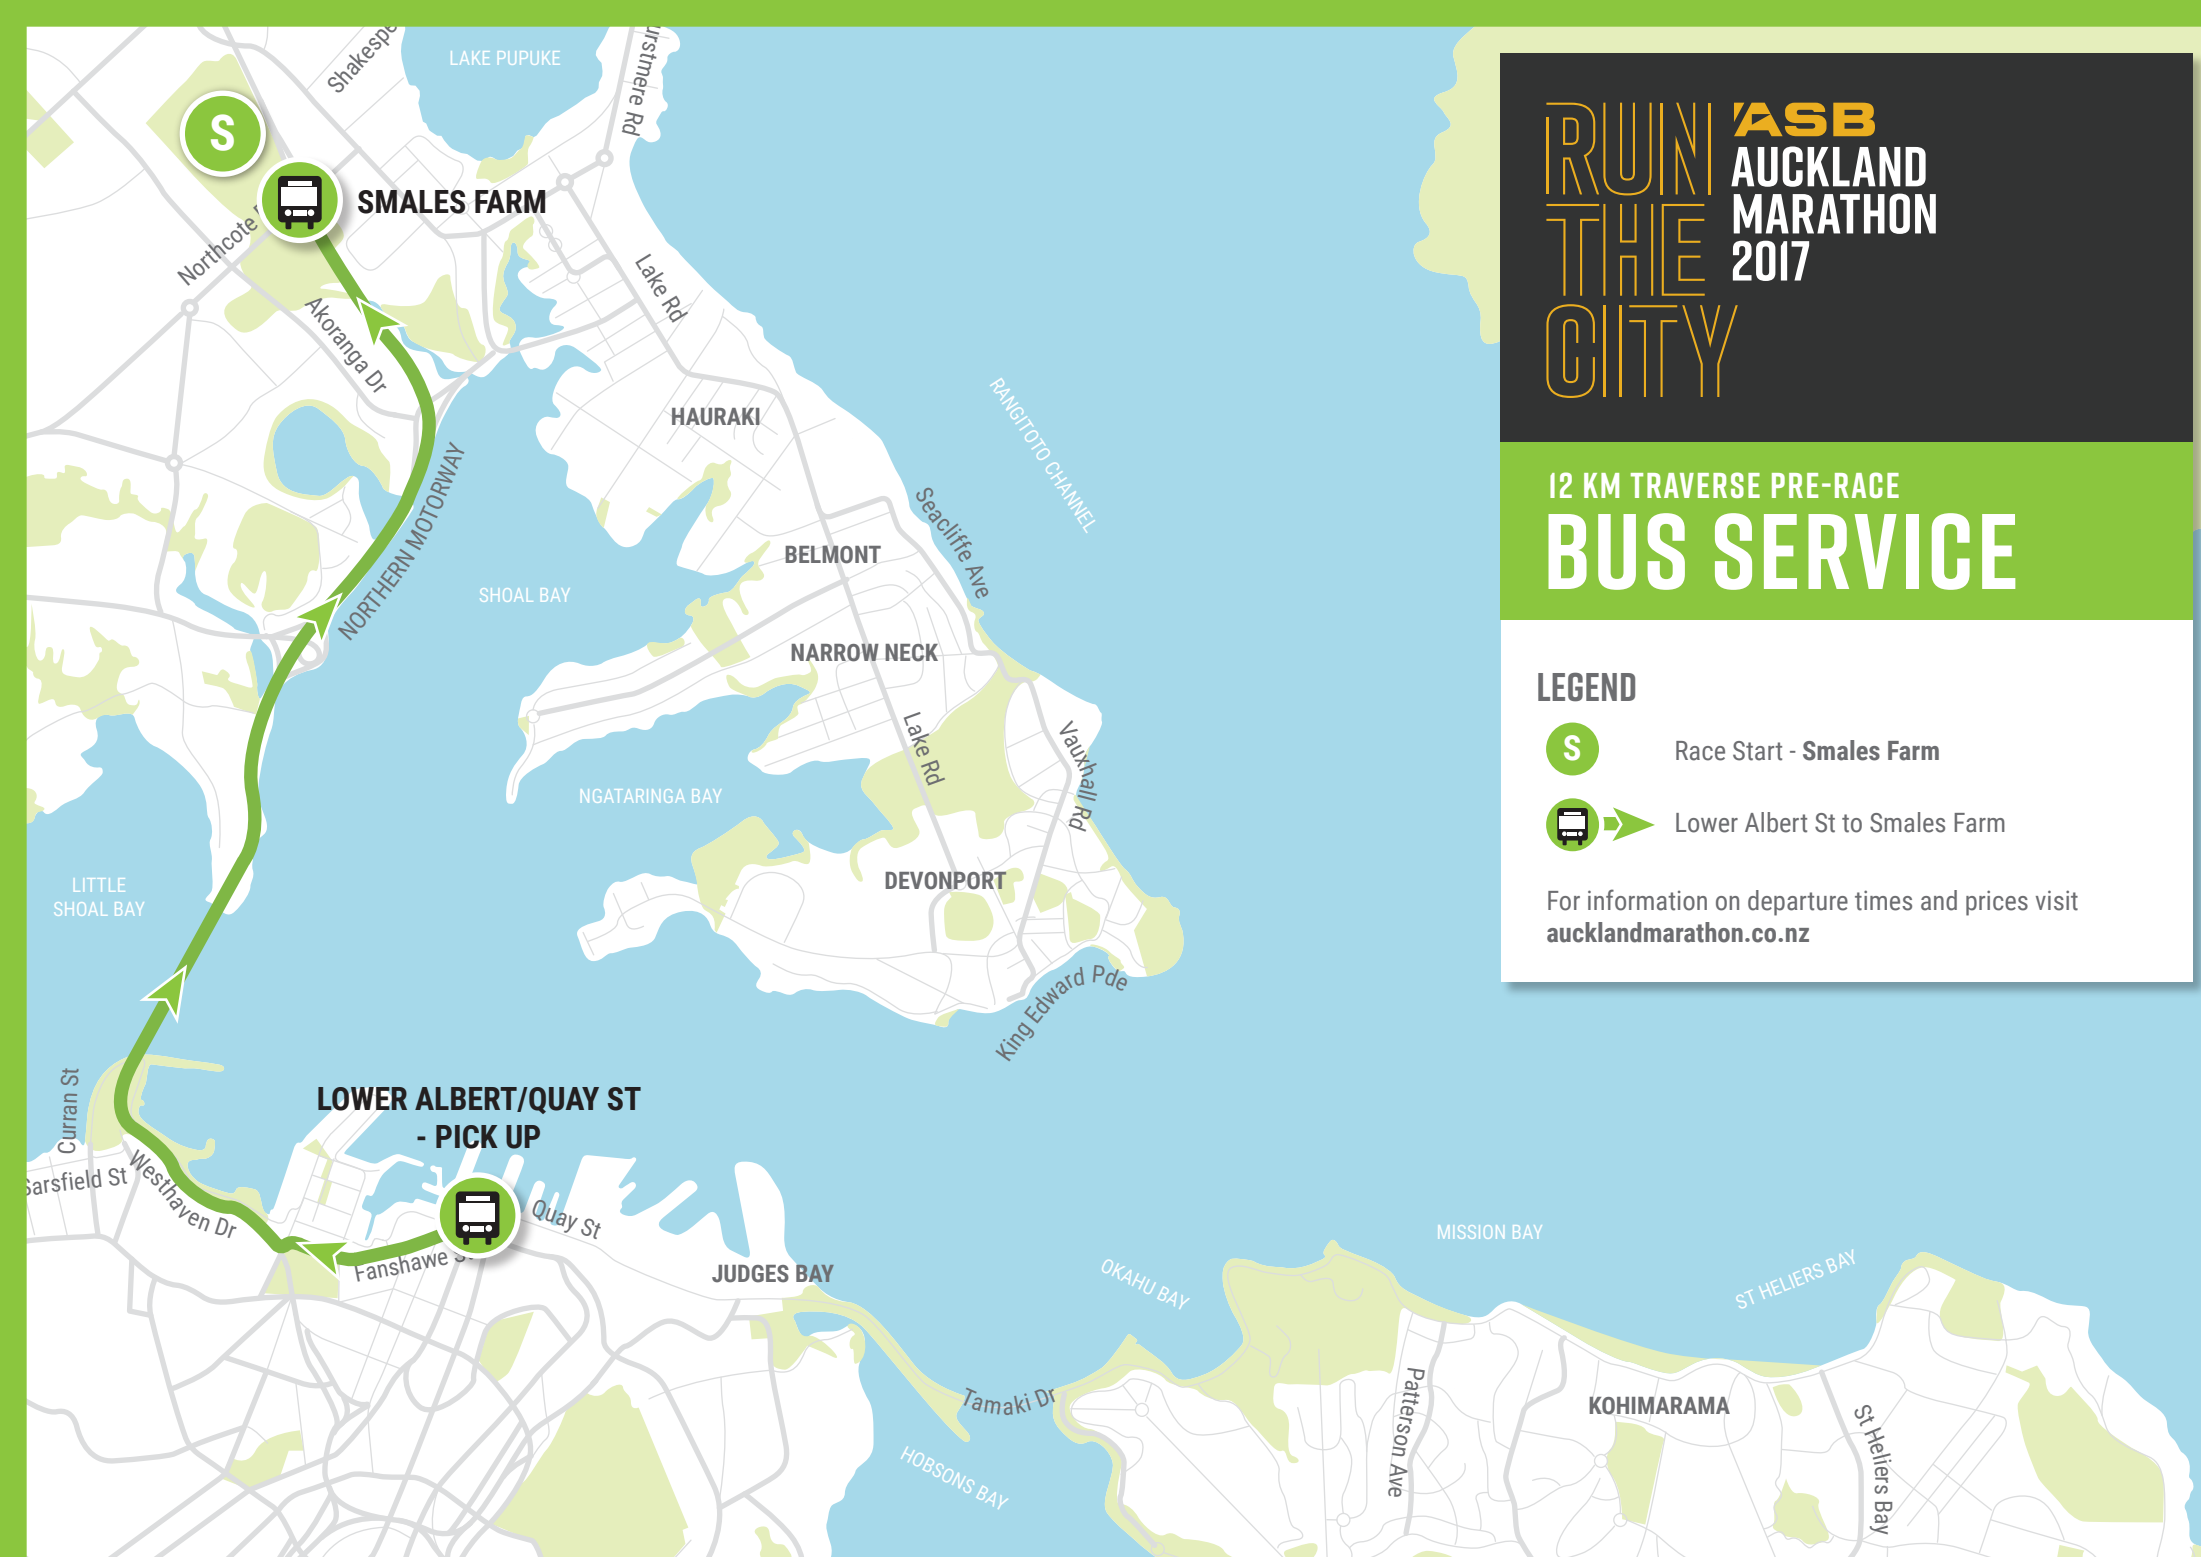 LAKE PUPUKE
SMALES FARM
S
Northcote
Akoranga Dr
Lake Rd
HAURAKI
RANGITOTO CHANNEL
NORTHERN MOTORWAY
Seacliffe Ave
BELMONT
SHOAL BAY
NARROW NECK
Lake Rd
Vauxhall Rd
NGATARINGA BAY
DEVONPORT
LITTLE
SHOAL BAY
King Edward Pde
Curran St
LOWER ALBERT/QUAY ST
- PICK UP
Sarsfield St
Westhaven Dr
Quay St
Fanshawe St
JUDGES BAY
OKAHU BAY
MISSION BAY
ST HELIERS BAY
Tamaki Dr
Patterson Ave
KOHIMARAMA
St Heliers Bay
HOBSONS BAY
RUN
THE
CITY
ASB
AUCKLAND
MARATHON
2017
12 KM TRAVERSE PRE-RACE
BUS SERVICE
LEGEND
S
Race Start - Smales Farm
Lower Albert St to Smales Farm
For information on departure times and prices visit
aucklandmarathon.co.nz